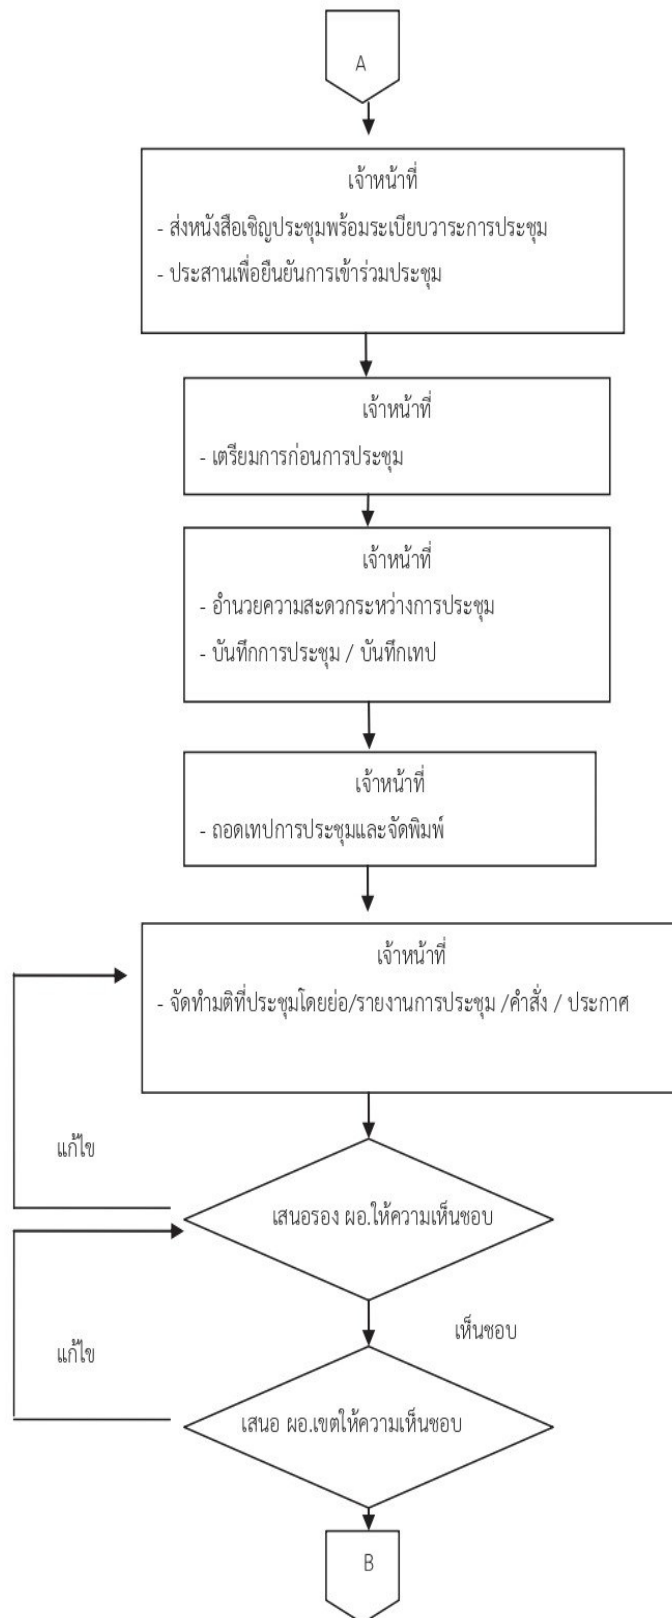 A
เจ้าหน้าที่
- ส่งหนังสือเชิญประชุมพร้อมระเบียบวาระการประชุม
- ประสานเพื่อยืนยันการเข้าร่วมประชุม
เจ้าหน้าที่
- เตรียมการก่อนการประชุม
เจ้าหน้าที่
- อำนวยความสะดวกระหว่างการประชุม
- บันทึกการประชุม / บันทึกเทป
เจ้าหน้าที่
- ถอดเทปการประชุมและจัดพิมพ์
เจ้าหน้าที่
- จัดทำมติที่ประชุมโดยย่อ/รายงานการประชุม /คำสั่ง / ประกาศ
แก้ไข
เสนอรอง ผอ.ให้ความเห็นชอบ
เห็นชอบ
แก้ไข
เสนอ ผอ.เขตให้ความเห็นชอบ
B